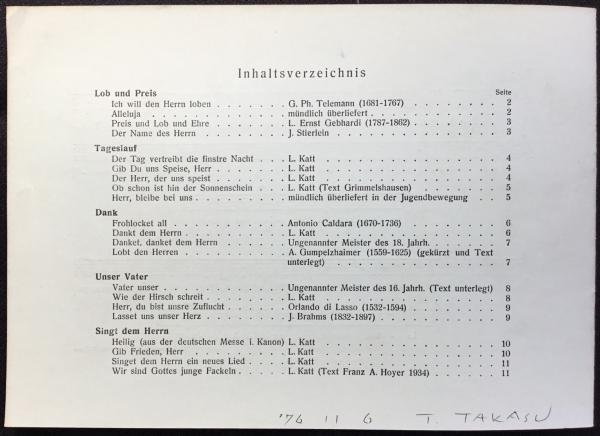 Inhaltsverzeichnis
Lob und Preis Seite
Ich will den Herrn loben . . . . . . . G. Ph. Telemann (1681-1767) . . . . . . . . 2
Alleluja . . . . . . . . . . . . . mündlich überliefert . . . . . . . . . . . 2
Preis und Lob und Ehre . . . . . . . L. Ernst Gebhardi (1787-1862) . . . . . . . . 3
Der Name des Herrn . . . . . . . . J. Stierlein . . . . . . . . . . . . . . . 3
Tageslauf
Der Tag vertreibt die finstre Nacht . . . L. Katt . . . . . . . . . . . . . . . . 4
Gib Du uns Speise, Herr . . . . . . . L. Katt . . . . . . . . . . . . . . . . 4
Der Herr, der uns speist . . . . . . . L. Katt . . . . . . . . . . . . . . . . 4
Ob schon ist hin der Sonnenschein . . . . L. Katt (Text Grimmelshausen) . . . . . . . 5
Herr, bleibe bei uns . . . . . . . . . mündlich überliefert in der Jugendbewegung . . 5
Dank
Frohlocket all . . . . . . . . . . . Antonio Caldara (1670-1736) . . . . . . . . 6
Dankt dem Herrn . . . . . . . . . . L. Katt . . . . . . . . . . . . . . . . 6
Danket, danket dem Herrn . . . . . . Ungenannter Meister des 18. Jahrh. . . . . . . 7
Lobt den Herren . . . . . . . . . . A. Gumpelzhaimer (1559-1625) (gekürzt und Text
unterlegt) . . . . . . . . . . . . . . . 7
Unser Vater
Vater unser . . . . . . . . . . . . Ungenannter Meister des 16. Jahrh. (Text unterlegt) 8
Wie der Hirsch schreit . . . . . . . . L. Katt . . . . . . . . . . . . . . . . 8
Herr, du bist unsre Zuflucht . . . . . . Orlando di Lasso (1532-1594) . . . . . . . . 9
Lasset uns unser Herz . . . . . . . . J. Brahms (1832-1897) . . . . . . . . . . . 9
Singt dem Herrn
Heilig (aus der deutschen Messe i. Kanon) L. Katt . . . . . . . . . . . . . . . . 10
Gib Frieden, Herr . . . . . . . . . . L. Katt . . . . . . . . . . . . . . . . 10
Singet dem Herrn ein neues Lied . . . . . L. Katt . . . . . . . . . . . . . . . . 11
Wir sind Gottes junge Fackeln . . . . . L. Katt (Text Franz A. Hoyer 1934) . . . . . . 11
'76 11 6 T. TAKASU